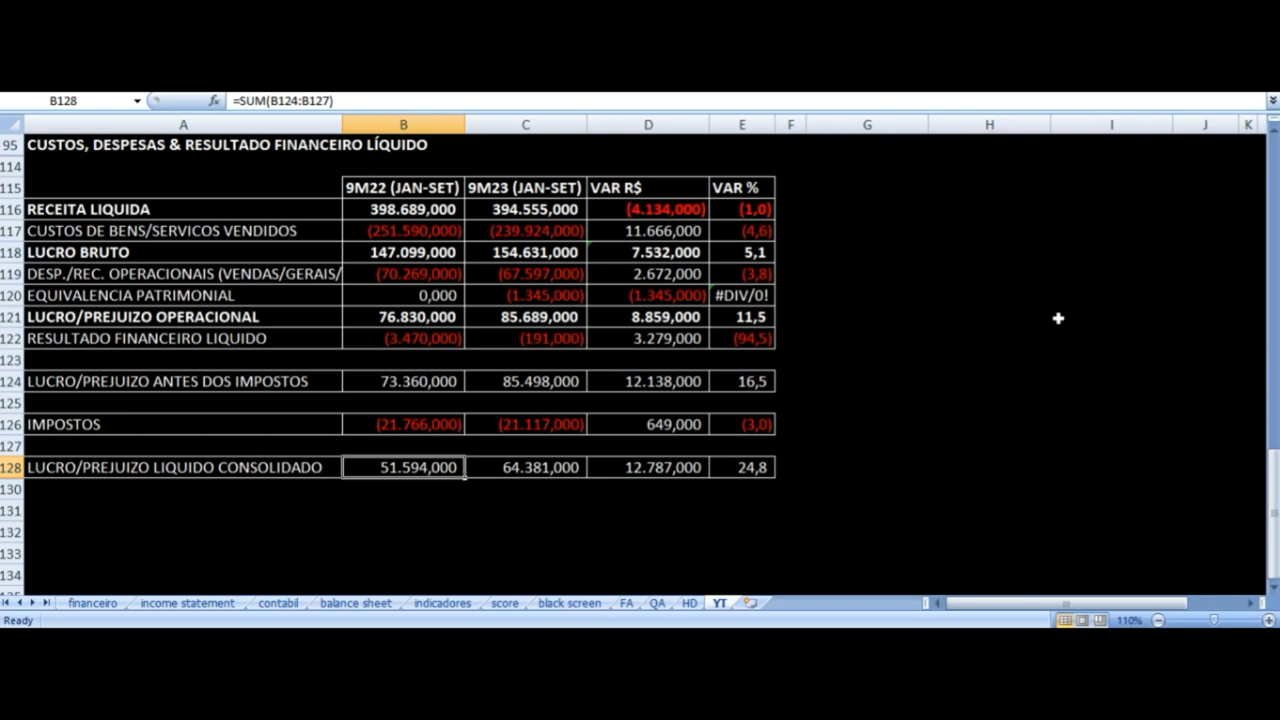 B128 fx =SUM(B124:B127)
A B C D E F G H I J K
95 CUSTOS, DESPESAS & RESULTADO FINANCEIRO LÍQUIDO
114
115 9M22 (JAN-SET) 9M23 (JAN-SET) VAR R$ VAR %
116 RECEITA LIQUIDA 398.689,000 394.555,000 (4.134,000) (1,0)
117 CUSTOS DE BENS/SERVICOS VENDIDOS (251.590,000) (239.924,000) 11.666,000 (4,6)
118 LUCRO BRUTO 147.099,000 154.631,000 7.532,000 5,1
119 DESP./REC. OPERACIONAIS (VENDAS/GERAIS/ (70.269,000) (67.597,000) 2.672,000 (3,8)
120 EQUIVALENCIA PATRIMONIAL 0,000 (1.345,000) (1.345,000) #DIV/0!
121 LUCRO/PREJUIZO OPERACIONAL 76.830,000 85.689,000 8.859,000 11,5
122 RESULTADO FINANCEIRO LIQUIDO (3.470,000) (191,000) 3.279,000 (94,5)
123
124 LUCRO/PREJUIZO ANTES DOS IMPOSTOS 73.360,000 85.498,000 12.138,000 16,5
125
126 IMPOSTOS (21.766,000) (21.117,000) 649,000 (3,0)
127
128 LUCRO/PREJUIZO LIQUIDO CONSOLIDADO 51.594,000 64.381,000 12.787,000 24,8
130
131
132
133
134
financeiro income statement contabil balance sheet indicadores score black screen FA QA HD YT
Ready 110%